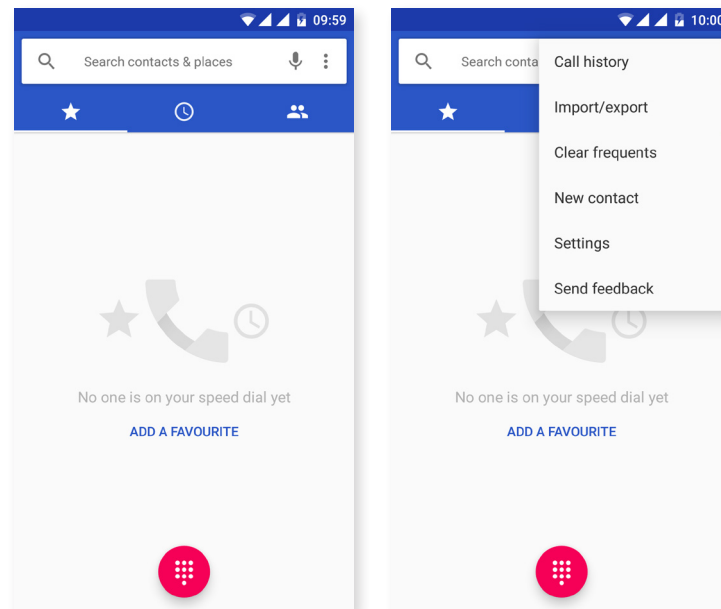 09:59
Search contacts & places
No one is on your speed dial yet
ADD A FAVOURITE
10:00
Search conta
Call history
Import/export
Clear frequents
New contact
Settings
Send feedback
No one is on your speed dial yet
ADD A FAVOURITE